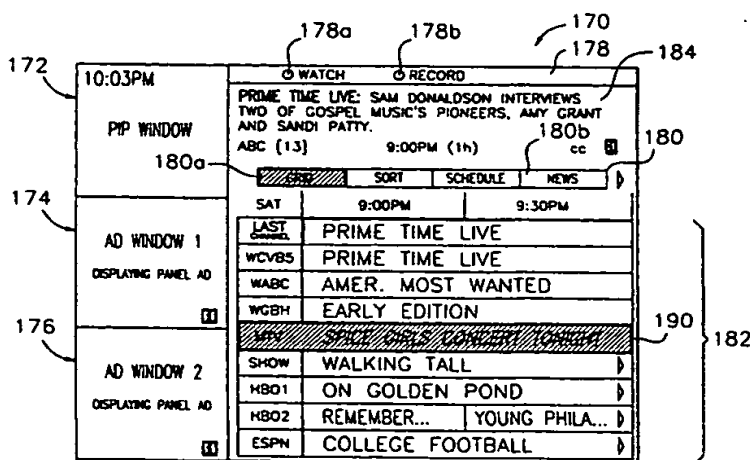 178a 178b 170
172 10:03PM WATCH RECORD 178 184
PRIME TIME LIVE: SAM DONALDSON INTERVIEWS
TWO OF GOSPEL MUSIC'S PIONEERS, AMY GRANT
AND SANDI PATTY.
PIP WINDOW
ABC (13) 9:00PM (1h) cc
180a 180b 180
GRID SORT SCHEDULE NEWS
174 SAT 9:00PM 9:30PM
AD WINDOW 1
DISPLAYING PANEL AD
LAST CHANNEL PRIME TIME LIVE
WCVB5 PRIME TIME LIVE
WABC AMER. MOST WANTED
WGBH EARLY EDITION
176 MTV SPICE GIRLS CONCERT TONIGHT 190
182
AD WINDOW 2
DISPLAYING PANEL AD
SHOW WALKING TALL
HBO1 ON GOLDEN POND
HBO2 REMEMBER... YOUNG PHILA...
ESPN COLLEGE FOOTBALL